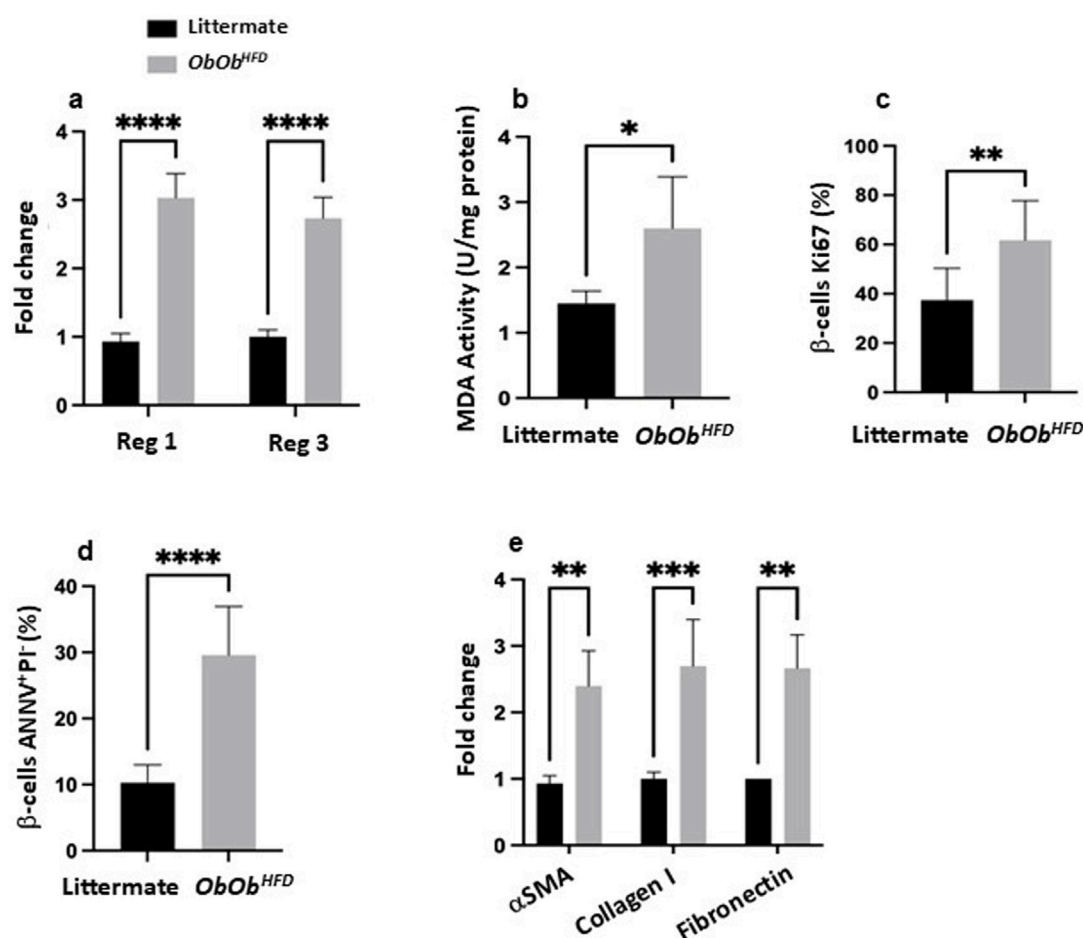 Littermate
ObOb^HFD
a
Fold change
4
3
2
1
0
****
****
Reg 1
Reg 3
b
MDA Activity (U/mg protein)
4
3
2
1
0
*
Littermate ObOb^HFD
c
β-cells Ki67 (%)
100
80
60
40
20
0
**
Littermate ObOb^HFD
d
β-cells ANNV⁺PI⁻ (%)
40
30
20
10
0
****
Littermate ObOb^HFD
e
Fold change
4
3
2
1
0
**
***
**
αSMA
Collagen I
Fibronectin